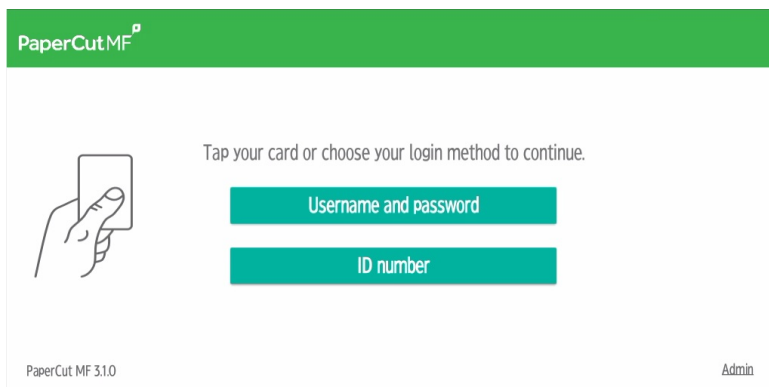 PaperCut MF
Tap your card or choose your login method to continue.
Username and password
ID number
PaperCut MF 3.1.0
Admin